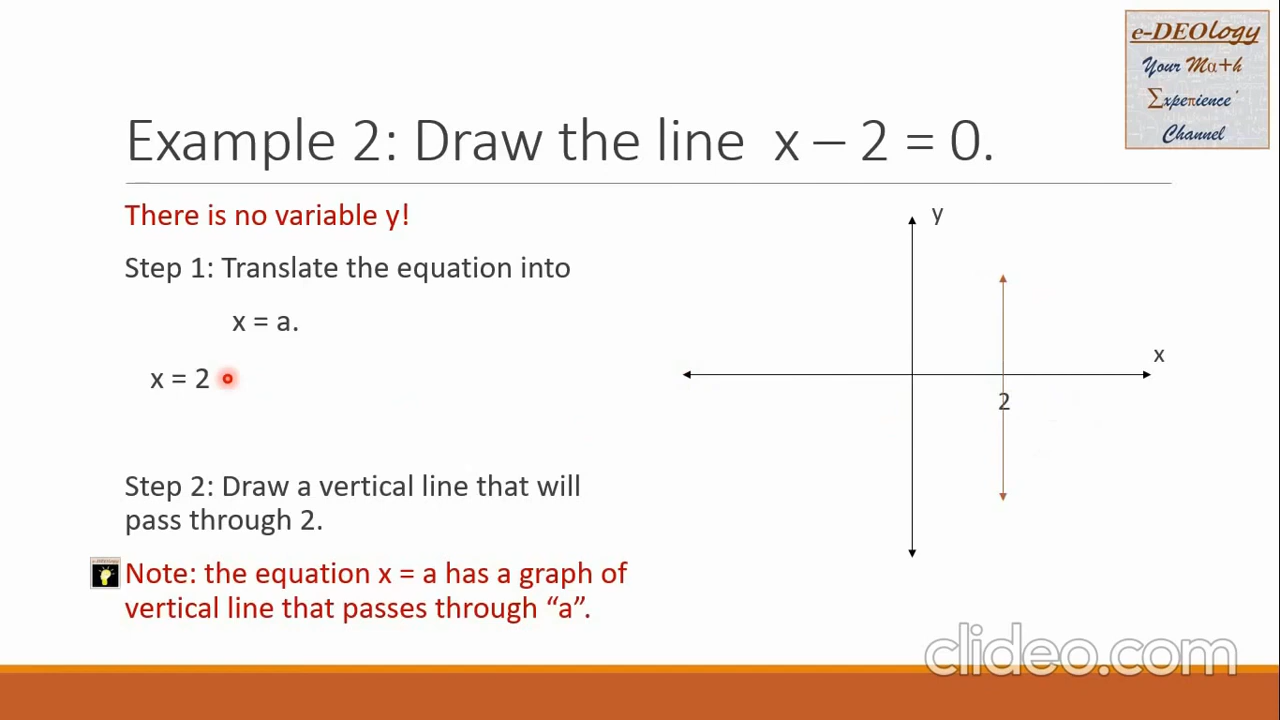 e-DEOlogy
Your Mα+h
∑xpeπience'
Channel
Example 2: Draw the line x – 2 = 0.
There is no variable y!
Step 1: Translate the equation into
x = a.
x = 2
Step 2: Draw a vertical line that will
pass through 2.
Note: the equation x = a has a graph of
vertical line that passes through “a”.
y
x
2
clideo.com